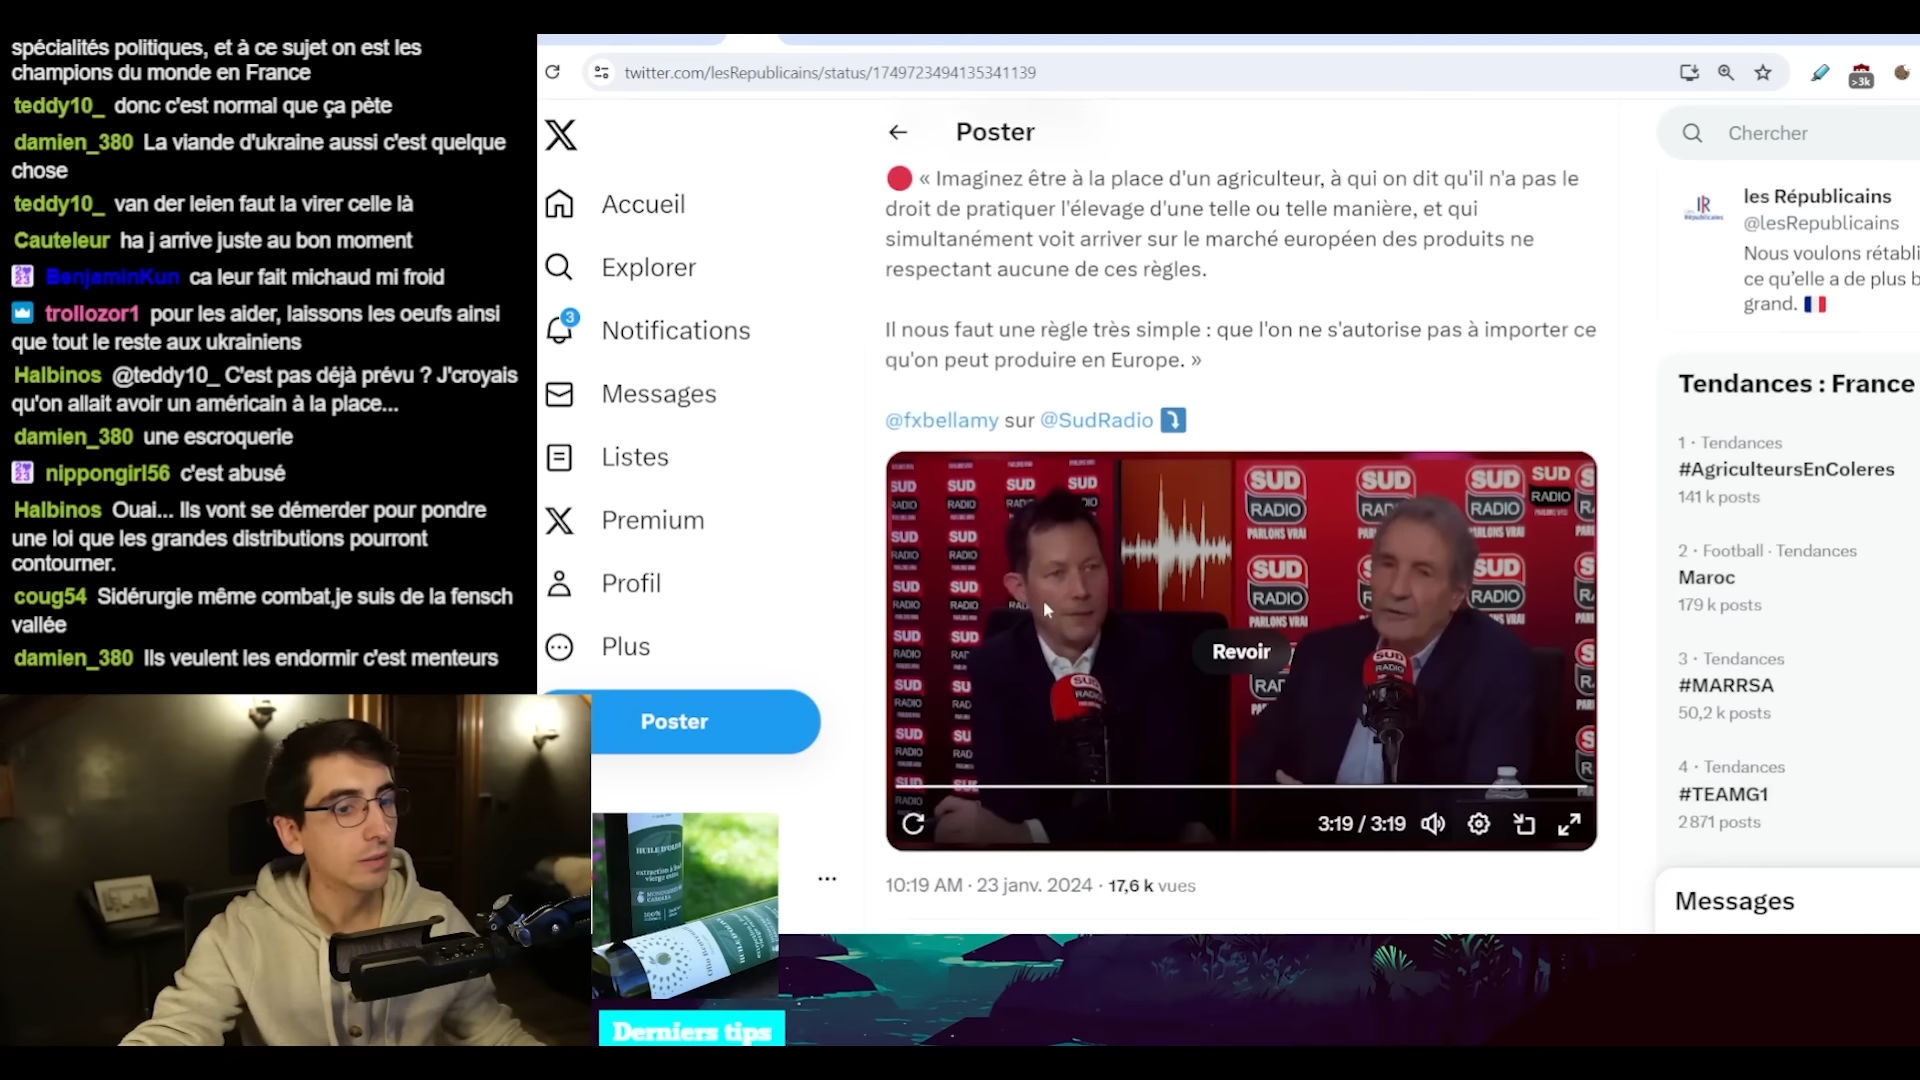 spécialités politiques, et à ce sujet on est les
champions du monde en France
teddy10_ donc c'est normal que ça pète
damien_380 La viande d'ukraine aussi c'est quelque
chose
teddy10_ van der leien faut la virer celle là
Cauteleur ha j arrive juste au bon moment
BenjaminKun ca leur fait michaud mi froid
trollozor1 pour les aider, laissons les oeufs ainsi
que tout le reste aux ukrainiens
Halbinos @teddy10_ C'est pas déjà prévu ? J'croyais
qu'on allait avoir un américain à la place...
damien_380 une escroquerie
nippongirl56 c'est abusé
Halbinos Ouai... Ils vont se démerder pour pondre
une loi que les grandes distributions pourront
contourner.
coug54 Sidérurgie même combat,je suis de la fensch
vallée
damien_380 Ils veulent les endormir c'est menteurs
twitter.com/lesRepublicains/status/1749723494135341139
>3k
Accueil
Explorer
3
Notifications
Messages
Listes
Premium
Profil
Plus
Poster
Poster
« Imaginez être à la place d'un agriculteur, à qui on dit qu'il n'a pas le
droit de pratiquer l'élevage d'une telle ou telle manière, et qui
simultanément voit arriver sur le marché européen des produits ne
respectant aucune de ces règles.
Il nous faut une règle très simple : que l'on ne s'autorise pas à importer ce
qu'on peut produire en Europe. »
@fxbellamy sur @SudRadio
SUD
RADIO
PARLONS VRAI
SUD
RADIO
PARLONS VRAI
Revoir
3:19 / 3:19
10:19 AM · 23 janv. 2024 · 17,6 k vues
Chercher
les Républicains
@lesRepublicains
Nous voulons rétabli
ce qu'elle a de plus b
grand.
Tendances : France
1 · Tendances
#AgriculteursEnColeres
141 k posts
2 · Football · Tendances
Maroc
179 k posts
3 · Tendances
#MARRSA
50,2 k posts
4 · Tendances
#TEAMG1
2 871 posts
Messages
HUILE D'OLIVE
Derniers tips